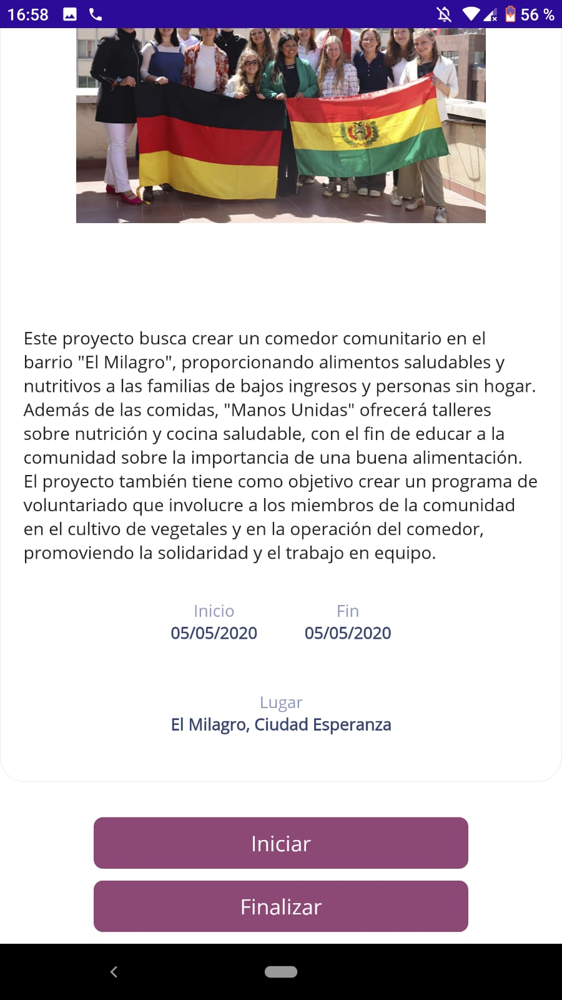 16:58
56 %
Este proyecto busca crear un comedor comunitario en el
barrio "El Milagro", proporcionando alimentos saludables y
nutritivos a las familias de bajos ingresos y personas sin hogar.
Además de las comidas, "Manos Unidas" ofrecerá talleres
sobre nutrición y cocina saludable, con el fin de educar a la
comunidad sobre la importancia de una buena alimentación.
El proyecto también tiene como objetivo crear un programa de
voluntariado que involucre a los miembros de la comunidad
en el cultivo de vegetales y en la operación del comedor,
promoviendo la solidaridad y el trabajo en equipo.
Inicio
05/05/2020
Fin
05/05/2020
Lugar
El Milagro, Ciudad Esperanza
Iniciar
Finalizar